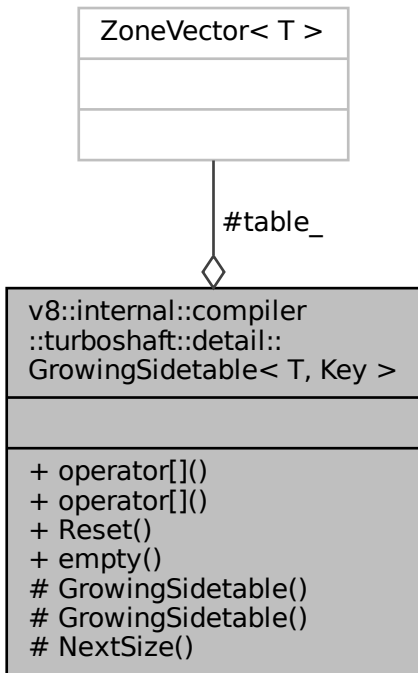 ZoneVector< T >
#table_
v8::internal::compiler
::turboshaft::detail::
GrowingSidetable< T, Key >
+ operator[]()
+ operator[]()
+ Reset()
+ empty()
# GrowingSidetable()
# GrowingSidetable()
# NextSize()